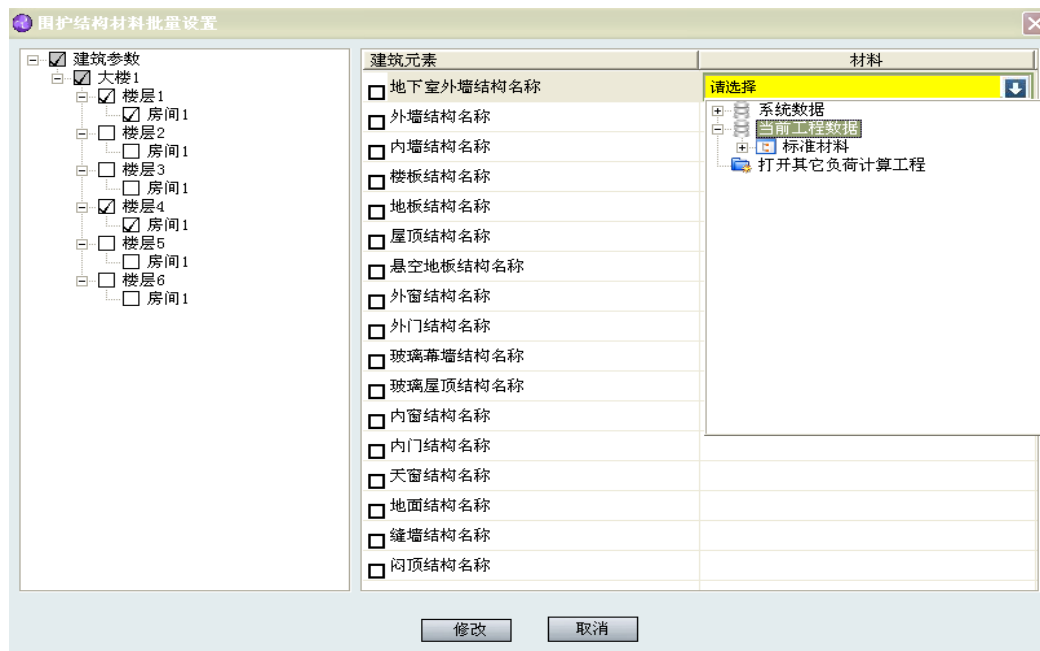 围护结构材料批量设置
建筑参数
大楼1
楼层1
房间1
楼层2
房间1
楼层3
房间1
楼层4
房间1
楼层5
房间1
楼层6
房间1
建筑元素 材料
地下室外墙结构名称 请选择
外墙结构名称
内墙结构名称
楼板结构名称
地板结构名称
屋顶结构名称
悬空地板结构名称
外窗结构名称
外门结构名称
玻璃幕墙结构名称
玻璃屋顶结构名称
内窗结构名称
内门结构名称
天窗结构名称
地面结构名称
缝墙结构名称
闷顶结构名称
系统数据
当前工程数据
标准材料
打开其它负荷计算工程
修改 取消